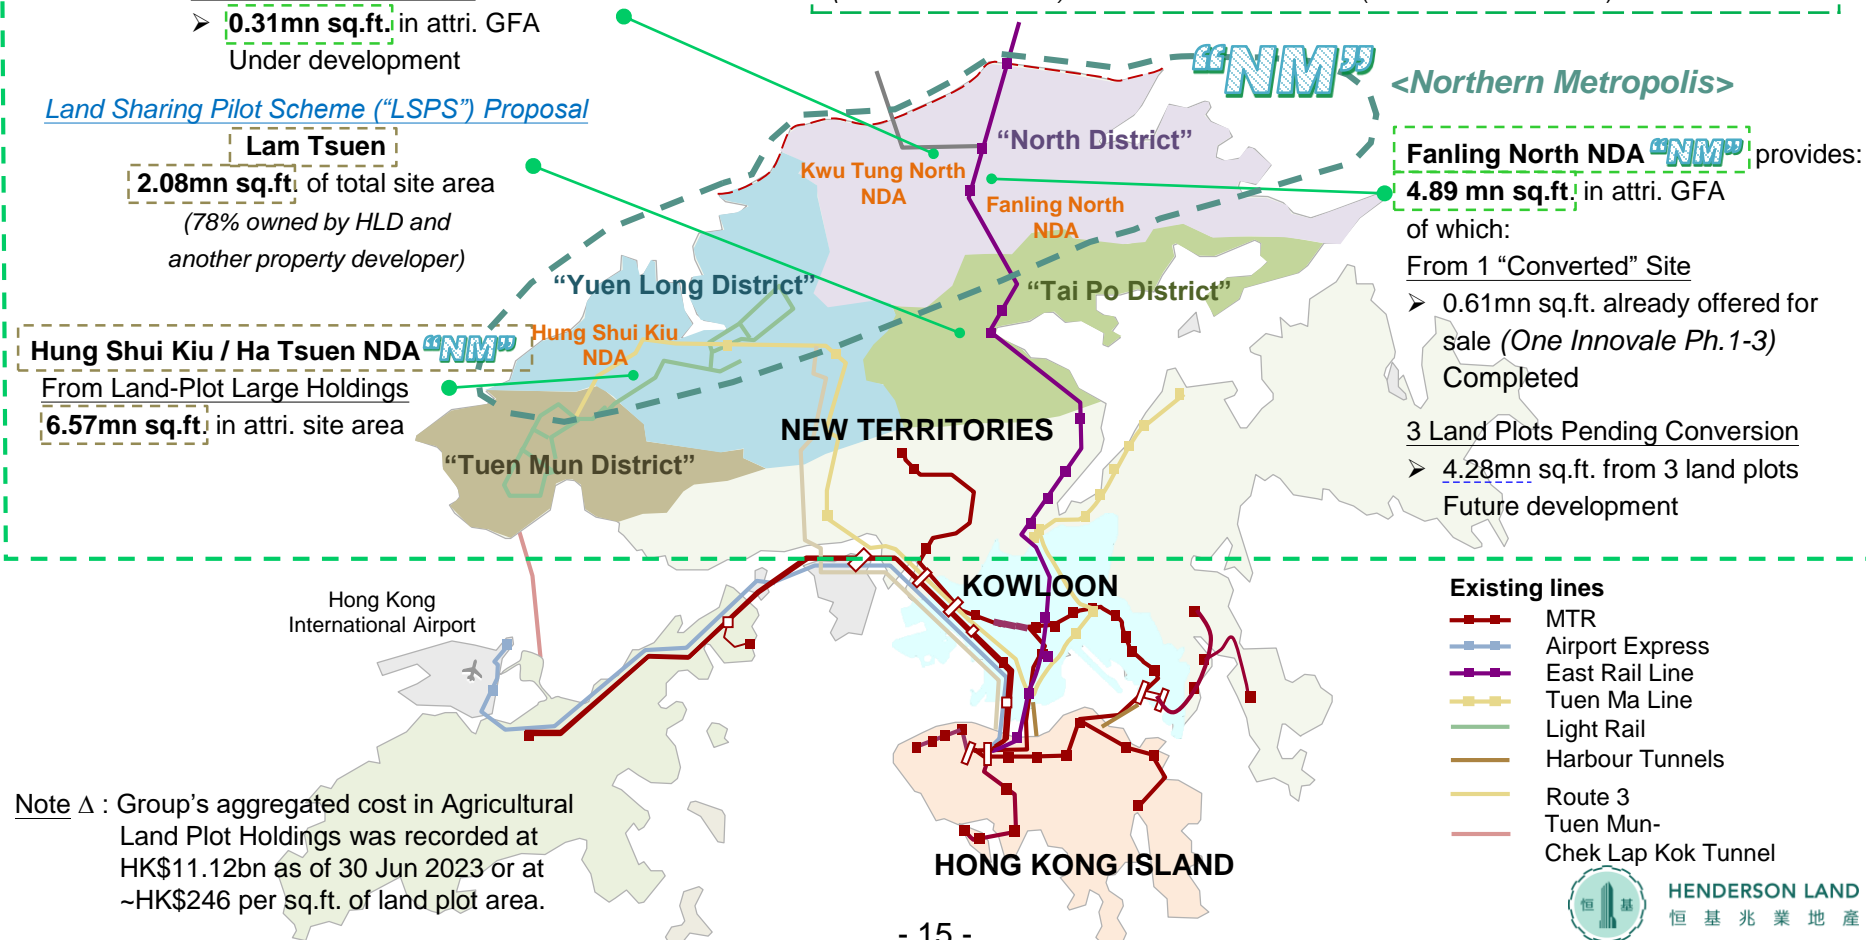 ➢ 0.31mn sq.ft. in attri. GFA
Under development
Land Sharing Pilot Scheme (“LSPS”) Proposal
Lam Tsuen
2.08mn sq.ft. of total site area
(78% owned by HLD and
another property developer)
Hung Shui Kiu / Ha Tsuen NDA “NM”
From Land-Plot Large Holdings
6.57mn sq.ft. in attri. site area
“NM” <Northern Metropolis>
“North District”
Kwu Tung North
NDA
Fanling North
NDA
“Yuen Long District”
“Tai Po District”
Hung Shui Kiu
NDA
NEW TERRITORIES
“Tuen Mun District”
KOWLOON
Hong Kong
International Airport
HONG KONG ISLAND
Fanling North NDA “NM” provides:
4.89 mn sq.ft. in attri. GFA
of which:
From 1 “Converted” Site
➢ 0.61mn sq.ft. already offered for
sale (One Innovale Ph.1-3)
Completed
3 Land Plots Pending Conversion
➢ 4.28mn sq.ft. from 3 land plots
Future development
Existing lines
MTR
Airport Express
East Rail Line
Tuen Ma Line
Light Rail
Harbour Tunnels
Route 3
Tuen Mun-
Chek Lap Kok Tunnel
Note Δ : Group’s aggregated cost in Agricultural
Land Plot Holdings was recorded at
HK$11.12bn as of 30 Jun 2023 or at
~HK$246 per sq.ft. of land plot area.
- 15 -
恒 基
HENDERSON LAND
恒 基 兆 業 地 產